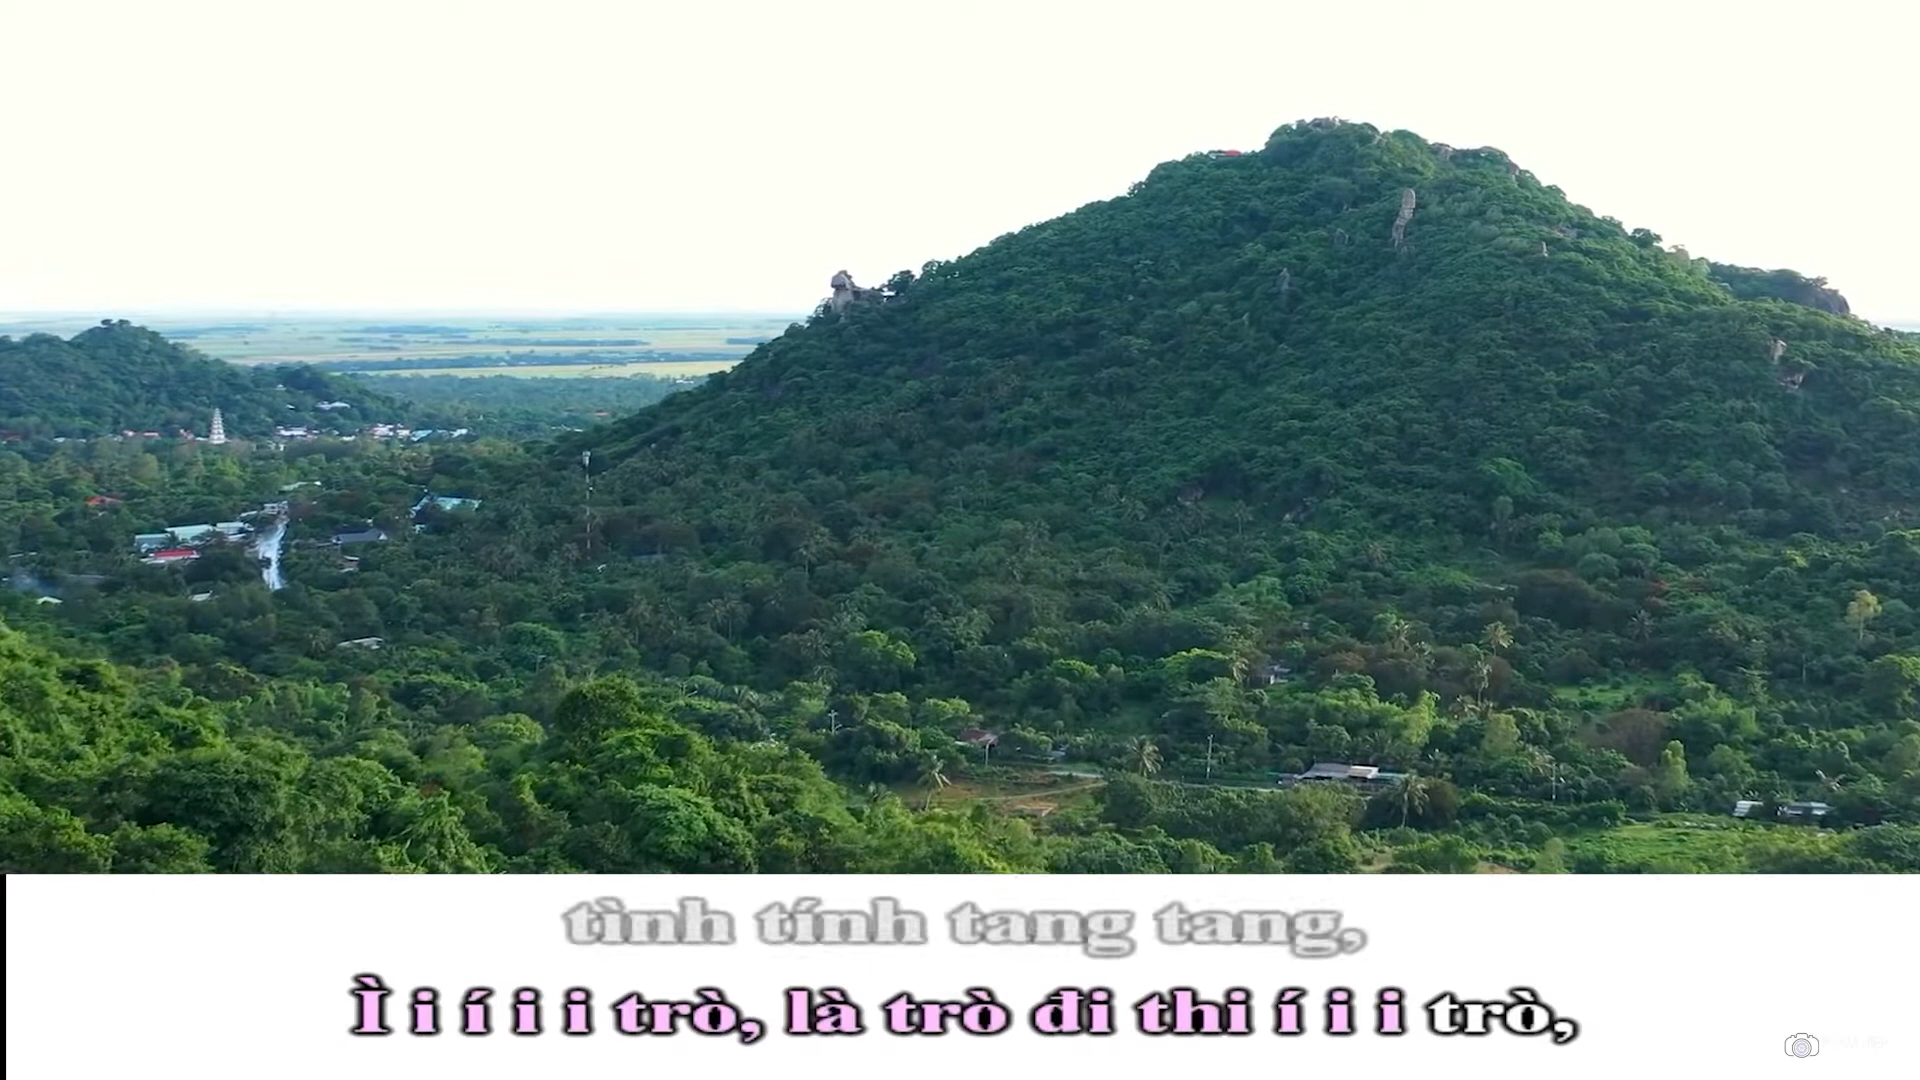 tình tính tang tang,
Ì i í i i trò, là trò đi thi í i i trò,